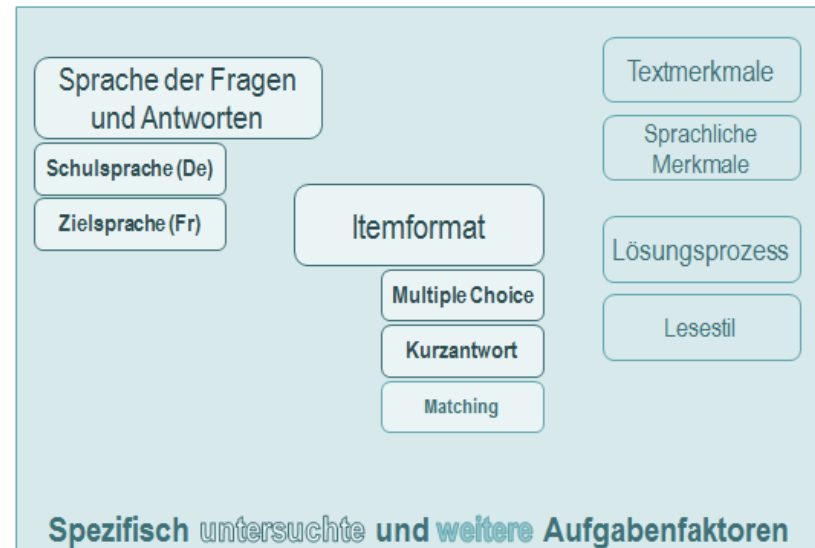 Sprache der Fragen
und Antworten
Schulsprache (De)
Zielsprache (Fr)
Itemformat
Multiple Choice
Kurzantwort
Matching
Textmerkmale
Sprachliche
Merkmale
Lösungsprozess
Lesestil
Spezifisch untersuchte und weitere Aufgabenfaktoren